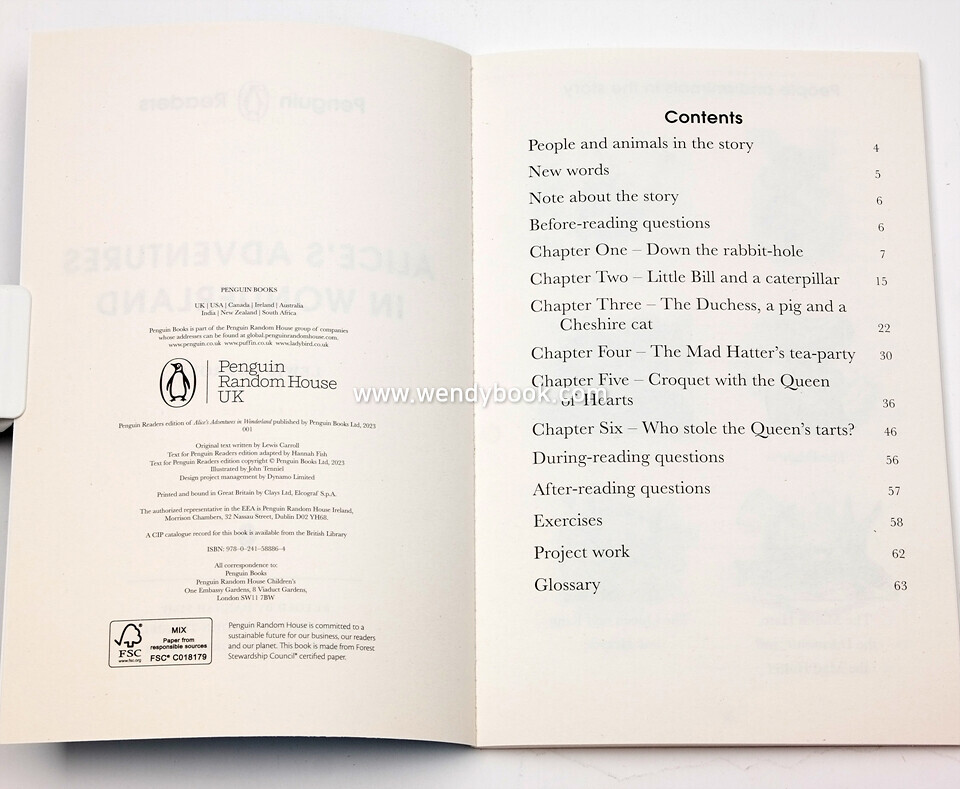 PENGUIN BOOKS
UK | USA | Canada | Ireland | Australia
India | New Zealand | South Africa
Penguin Books is part of the Penguin Random House group of companies
whose addresses can be found at global.penguinrandomhouse.com.
www.penguin.co.uk www.puffin.co.uk www.ladybird.co.uk
Penguin
Random House
UK
Penguin Readers edition of Alice's Adventures in Wonderland published by Penguin Books Ltd, 2023
001
Original text written by Lewis Carroll
Text for Penguin Readers edition adapted by Hannah Fish
Text for Penguin Readers edition copyright © Penguin Books Ltd, 2023
Illustrated by John Tenniel
Design project management by Dynamo Limited
Printed and bound in Great Britain by Clays Ltd, Elcograf S.p.A.
The authorized representative in the EEA is Penguin Random House Ireland,
Morrison Chambers, 32 Nassau Street, Dublin D02 YH68.
A CIP catalogue record for this book is available from the British Library
ISBN: 978-0-241-58886-4
All correspondence to:
Penguin Books
Penguin Random House Children's
One Embassy Gardens, 8 Viaduct Gardens,
London SW11 7BW
FSC
www.fsc.org
MIX
Paper from
responsible sources
FSC® C018179
Penguin Random House is committed to a
sustainable future for our business, our readers
and our planet. This book is made from Forest
Stewardship Council® certified paper.
Contents
People and animals in the story 4
New words 5
Note about the story 6
Before-reading questions 6
Chapter One – Down the rabbit-hole 7
Chapter Two – Little Bill and a caterpillar 15
Chapter Three – The Duchess, a pig and a
Cheshire cat 22
Chapter Four – The Mad Hatter's tea-party 30
Chapter Five – Croquet with the Queen
of Hearts 36
Chapter Six – Who stole the Queen's tarts? 46
During-reading questions 56
After-reading questions 57
Exercises 58
Project work 62
Glossary 63
www.wendybook.com